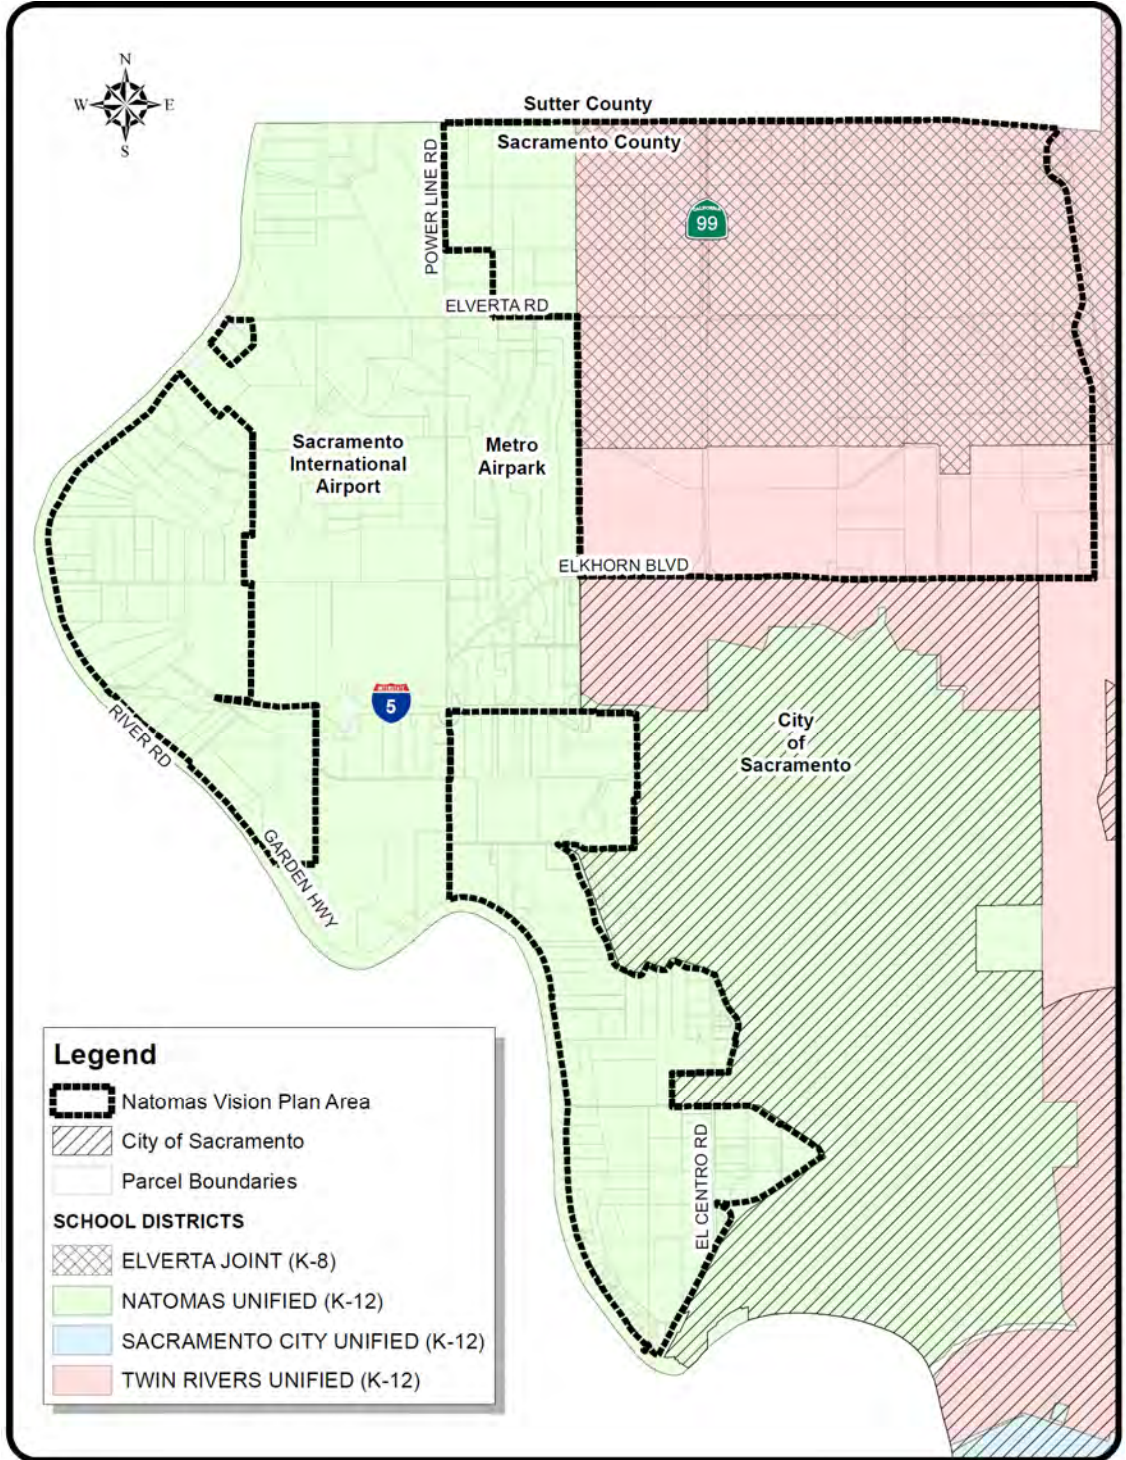 N
W E
S
Sutter County
Sacramento County
POWER LINE RD
99
ELVERTA RD
Sacramento
International
Airport
Metro
Airpark
ELKHORN BLVD
5
City
of
Sacramento
RIVER RD
GARDEN HWY
EL CENTRO RD
Legend
Natomas Vision Plan Area
City of Sacramento
Parcel Boundaries
SCHOOL DISTRICTS
ELVERTA JOINT (K-8)
NATOMAS UNIFIED (K-12)
SACRAMENTO CITY UNIFIED (K-12)
TWIN RIVERS UNIFIED (K-12)